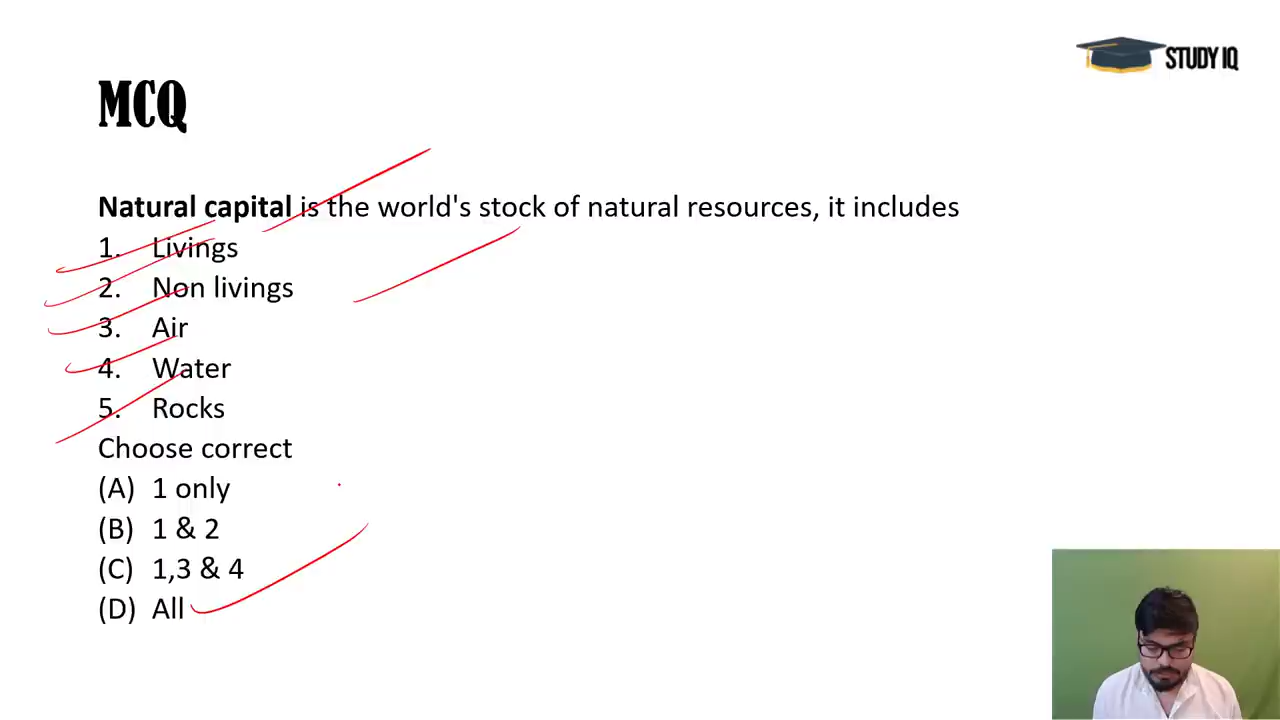 STUDY IQ
MCQ
Natural capital is the world's stock of natural resources, it includes
1. Livings
2. Non livings
3. Air
4. Water
5. Rocks
Choose correct
(A) 1 only
(B) 1 & 2
(C) 1,3 & 4
(D) All